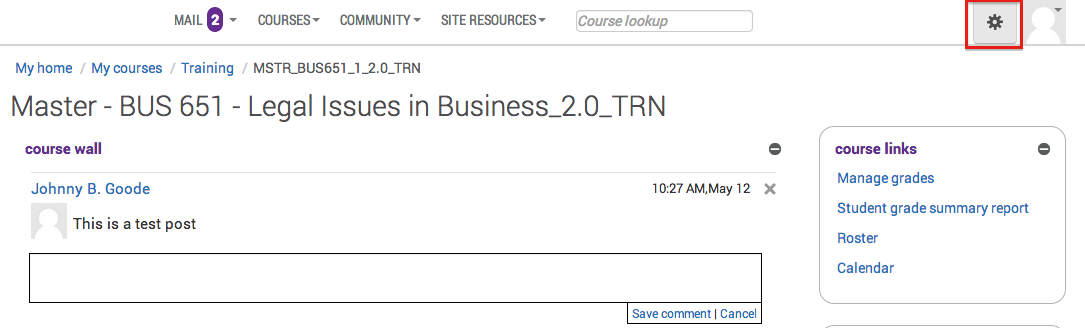 MAIL 2 COURSES COMMUNITY SITE RESOURCES Course lookup
My home / My courses / Training / MSTR_BUS651_1_2.0_TRN
Master - BUS 651 - Legal Issues in Business_2.0_TRN
course wall
Johnny B. Goode 10:27 AM,May 12
This is a test post
Save comment | Cancel
course links
Manage grades
Student grade summary report
Roster
Calendar